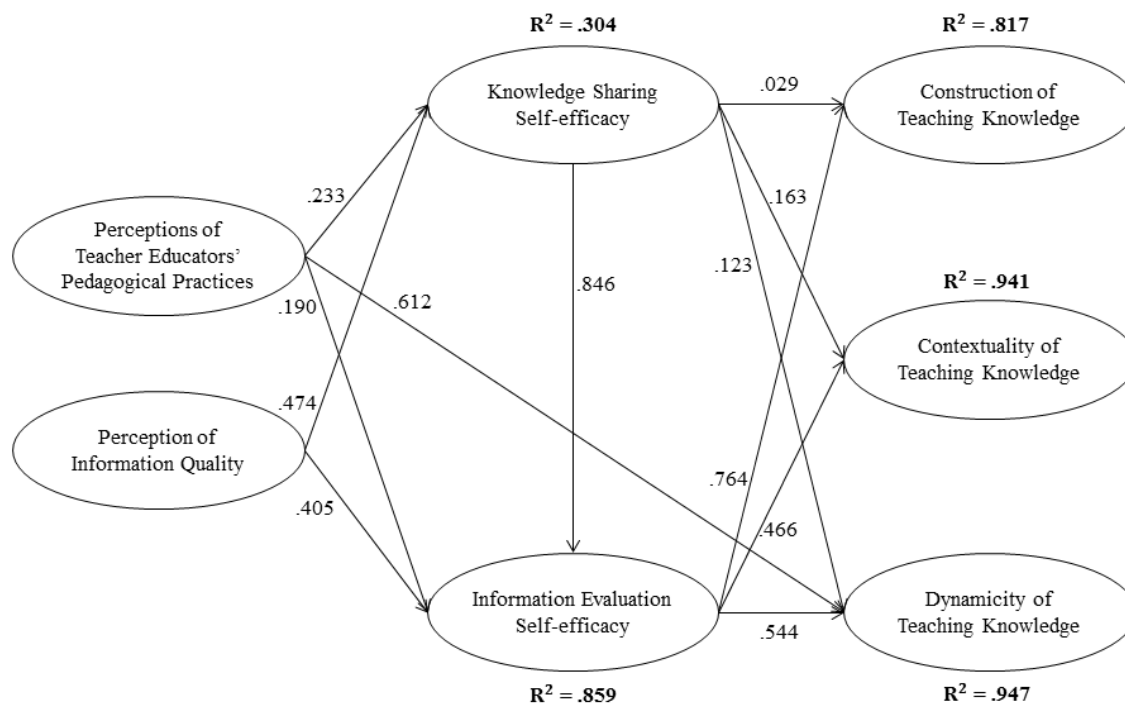 R² = .304
R² = .817
Knowledge Sharing
Self-efficacy
.029
Construction of
Teaching Knowledge
.233
.163
Perceptions of
Teacher Educators’
Pedagogical Practices
.123
.190
.612
.846
R² = .941
Contextuality of
Teaching Knowledge
.474
Perception of
Information Quality
.764
.405
.466
Information Evaluation
Self-efficacy
.544
Dynamicity of
Teaching Knowledge
R² = .859
R² = .947